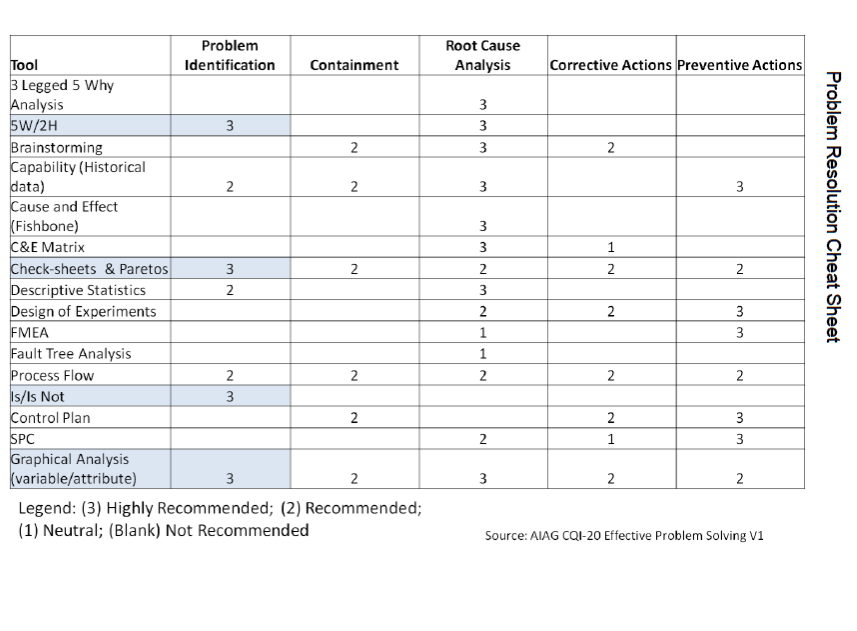 Problem Resolution Cheat Sheet
Problem Root Cause
Tool Identification Containment Analysis Corrective Actions Preventive Actions
3 Legged 5 Why
Analysis 3
5W/2H 3 3
Brainstorming 2 3 2
Capability (Historical
data) 2 2 3 3
Cause and Effect
(Fishbone) 3
C&E Matrix 3 1
Check-sheets & Paretos 3 2 2 2 2
Descriptive Statistics 2 3
Design of Experiments 2 2 3
FMEA 1 3
Fault Tree Analysis 1
Process Flow 2 2 2 2 2
Is/Is Not 3
Control Plan 2 2 3
SPC 2 1 3
Graphical Analysis
(variable/attribute) 3 2 3 2 2
Legend: (3) Highly Recommended; (2) Recommended;
(1) Neutral; (Blank) Not Recommended
Source: AIAG CQI-20 Effective Problem Solving V1